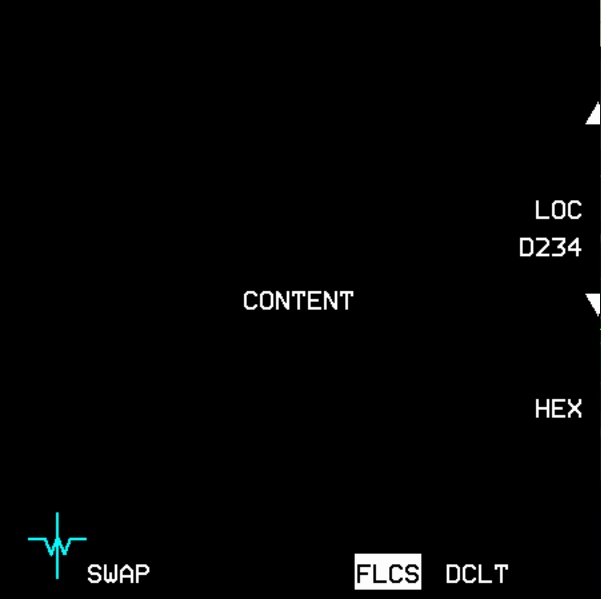 LOC
D234
CONTENT
HEX
SWAP FLCS DCLT